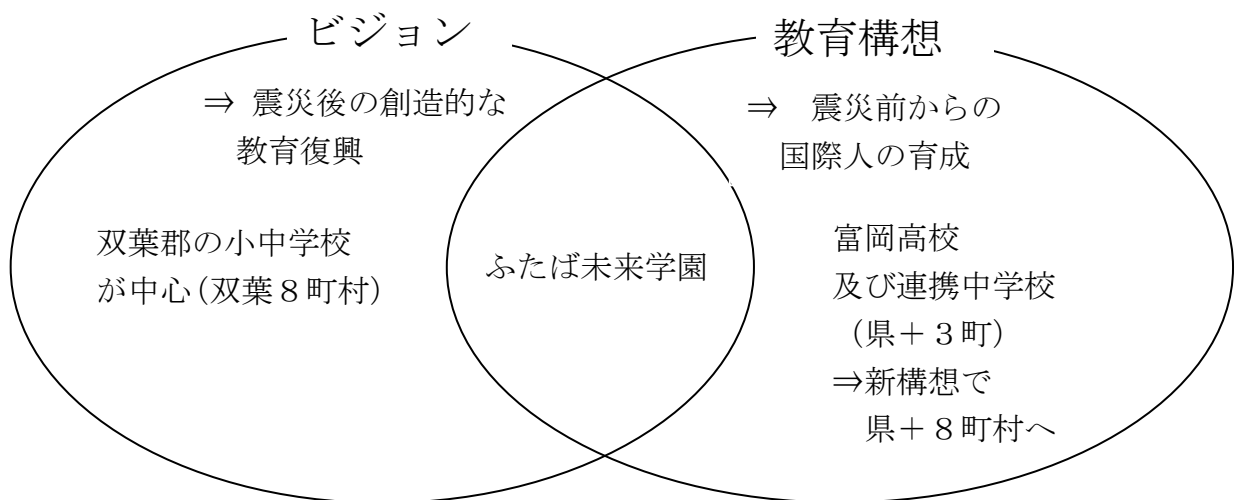 ビジョン
⇒ 震災後の創造的な
教育復興
双葉郡の小中学校
が中心(双葉8町村)
ふたば未来学園
教育構想
⇒ 震災前からの
国際人の育成
富岡高校
及び連携中学校
(県+3町)
⇒新構想で
県+8町村へ